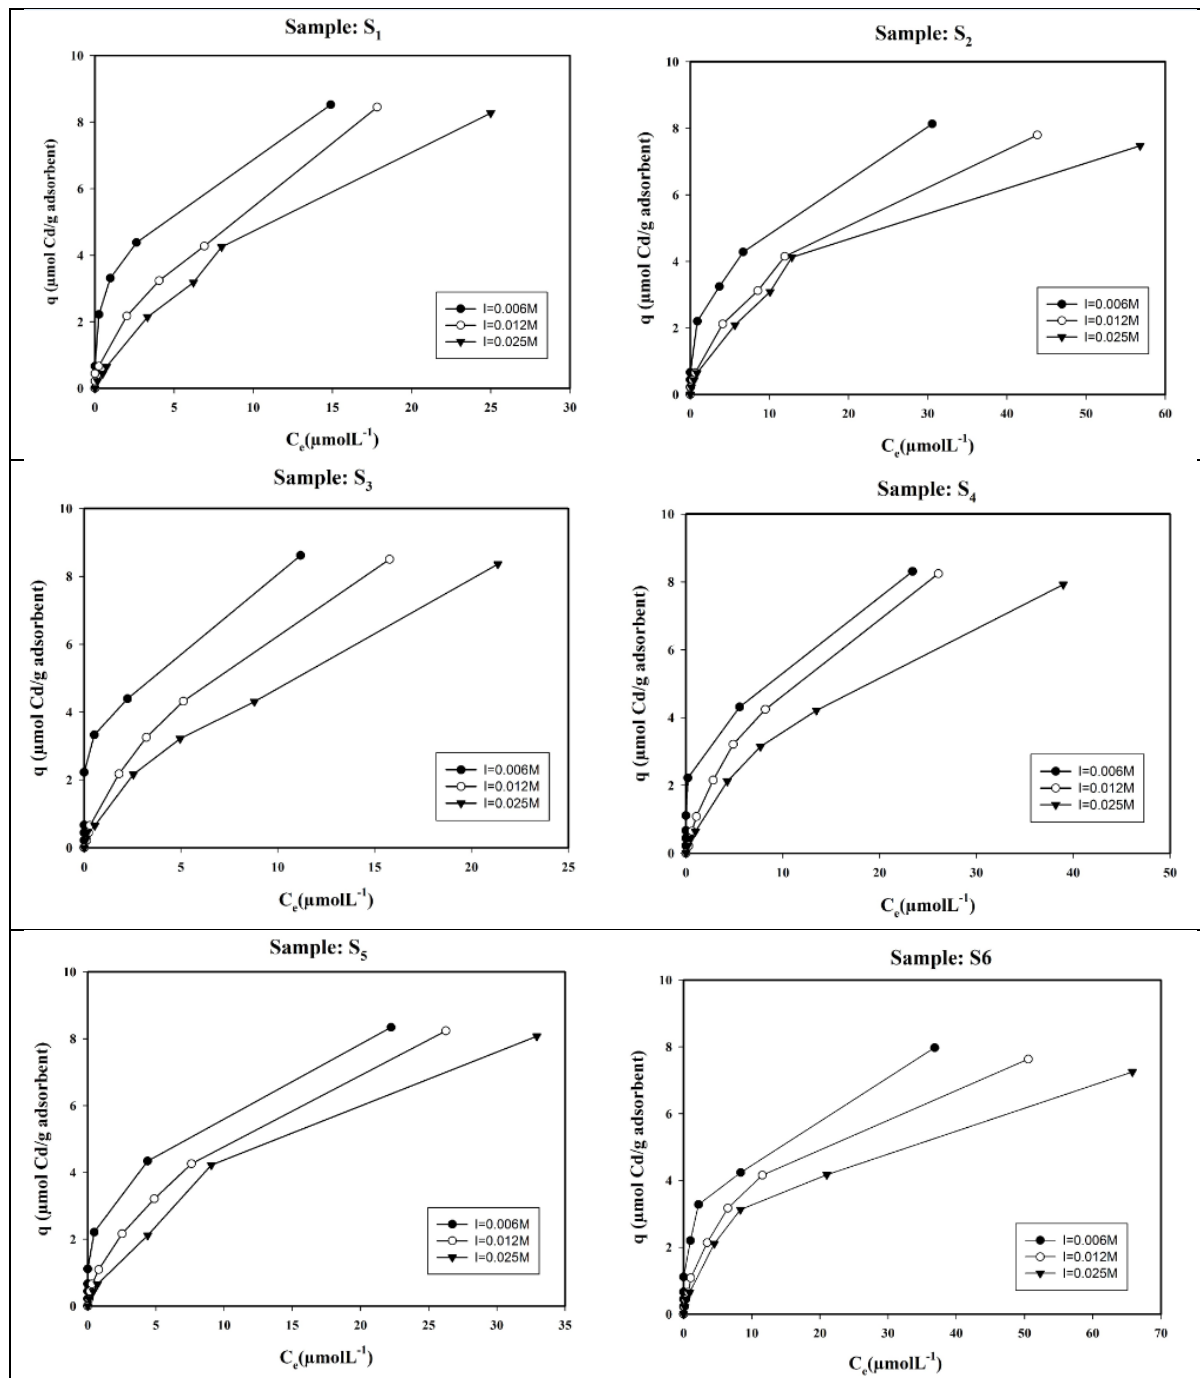 Sample: S1
q (µmol Cd/g adsorbent)
10
8
6
4
2
0
I=0.006M
I=0.012M
I=0.025M
0 5 10 15 20 25 30
Ce(µmolL-1)
Sample: S2
q (µmol Cd/g adsorbent)
10
8
6
4
2
0
I=0.006M
I=0.012M
I=0.025M
0 10 20 30 40 50 60
Ce(µmolL-1)
Sample: S3
q (µmol Cd/g adsorbent)
10
8
6
4
2
0
I=0.006M
I=0.012M
I=0.025M
0 5 10 15 20 25
Ce(µmolL-1)
Sample: S4
q (µmol Cd/g adsorbent)
10
8
6
4
2
0
I=0.006M
I=0.012M
I=0.025M
0 10 20 30 40 50
Ce(µmolL-1)
Sample: S5
q (µmol Cd/g adsorbent)
10
8
6
4
2
0
I=0.006M
I=0.012M
I=0.025M
0 5 10 15 20 25 30 35
Ce(µmolL-1)
Sample: S6
q (µmol Cd/g adsorbent)
10
8
6
4
2
0
I=0.006M
I=0.012M
I=0.025M
0 10 20 30 40 50 60 70
Ce(µmolL-1)